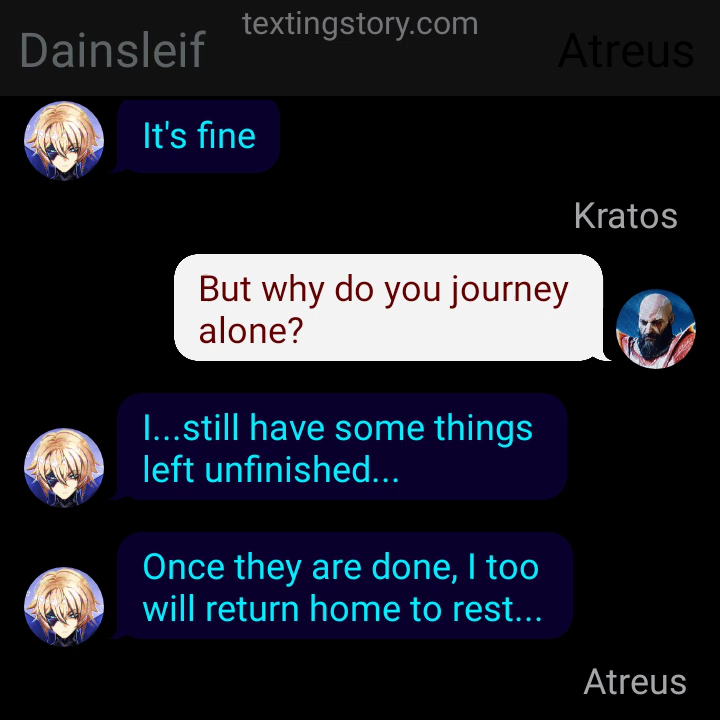 textingstory.com
Dainsleif
Atreus
It's fine
Kratos
But why do you journey
alone?
I...still have some things
left unfinished...
Once they are done, I too
will return home to rest...
Atreus